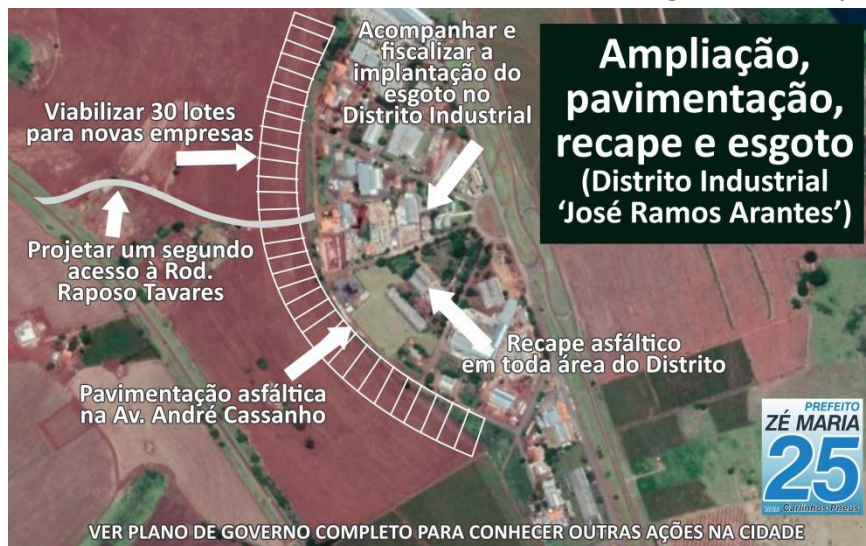 Acompanhar e
fiscalizar a
implantação do
esgoto no
Distrito Industrial
Ampliação,
pavimentação,
recape e esgoto
(Distrito Industrial
‘José Ramos Arantes’)
Viabilizar 30 lotes
para novas empresas
Projetar um segundo
acesso à Rod.
Raposo Tavares
Recape asfáltico
em toda área do Distrito
Pavimentação asfáltica
na Av. André Cassanho
PREFEITO
ZÉ MARIA
25
Carlinhos Pneus
VER PLANO DE GOVERNO COMPLETO PARA CONHECER OUTRAS AÇÕES NA CIDADE